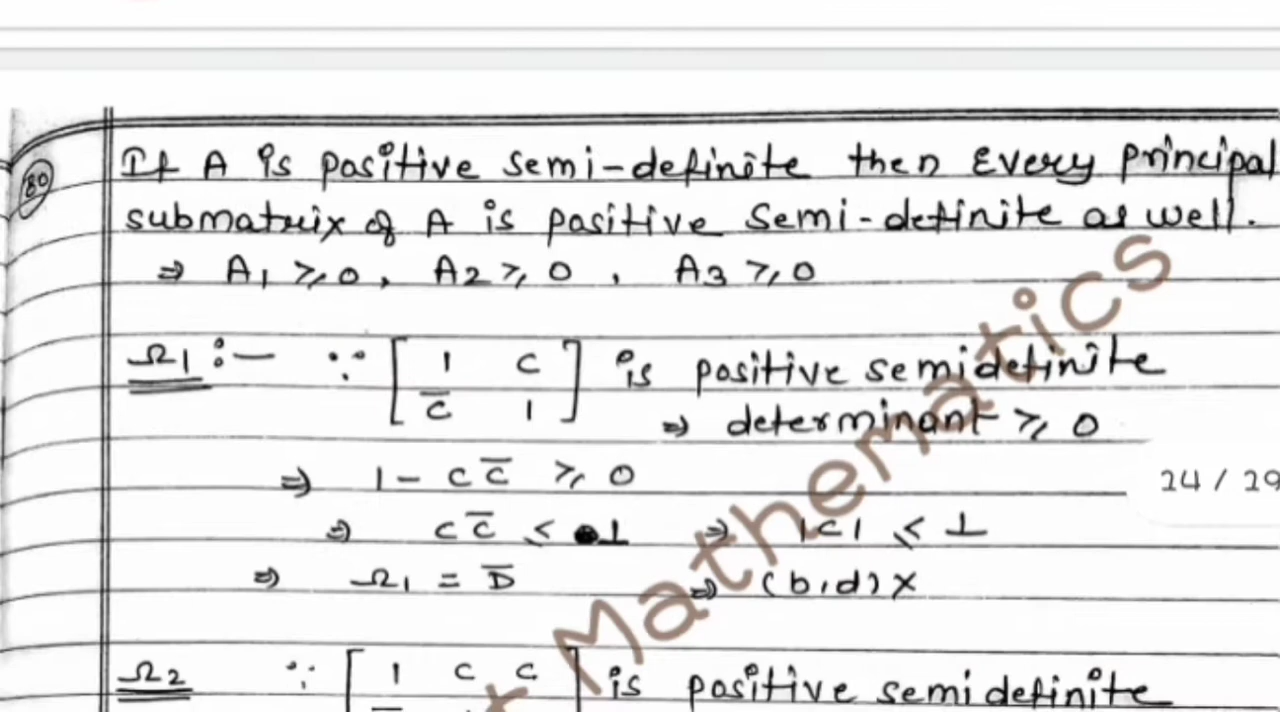 80
If A is positive semi-definite then Every principal
submatrix of A is positive semi-definite as well.
⇒ A1 ≥ 0, A2 ≥ 0, A3 ≥ 0
Ω1 :- ∵ [ 1 c
c̄ 1 ] is positive semidefinite
⇒ determinant ≥ 0
⇒ 1 - c c̄ ≥ 0
24 / 29
⇒ c c̄ ≤ 1 ⇒ |c| ≤ 1
⇒ Ω1 = D̄ ⇒ (b,d) ×
Ω2 ∵ [ 1 c c ] is positive semidefinite
Mathematics